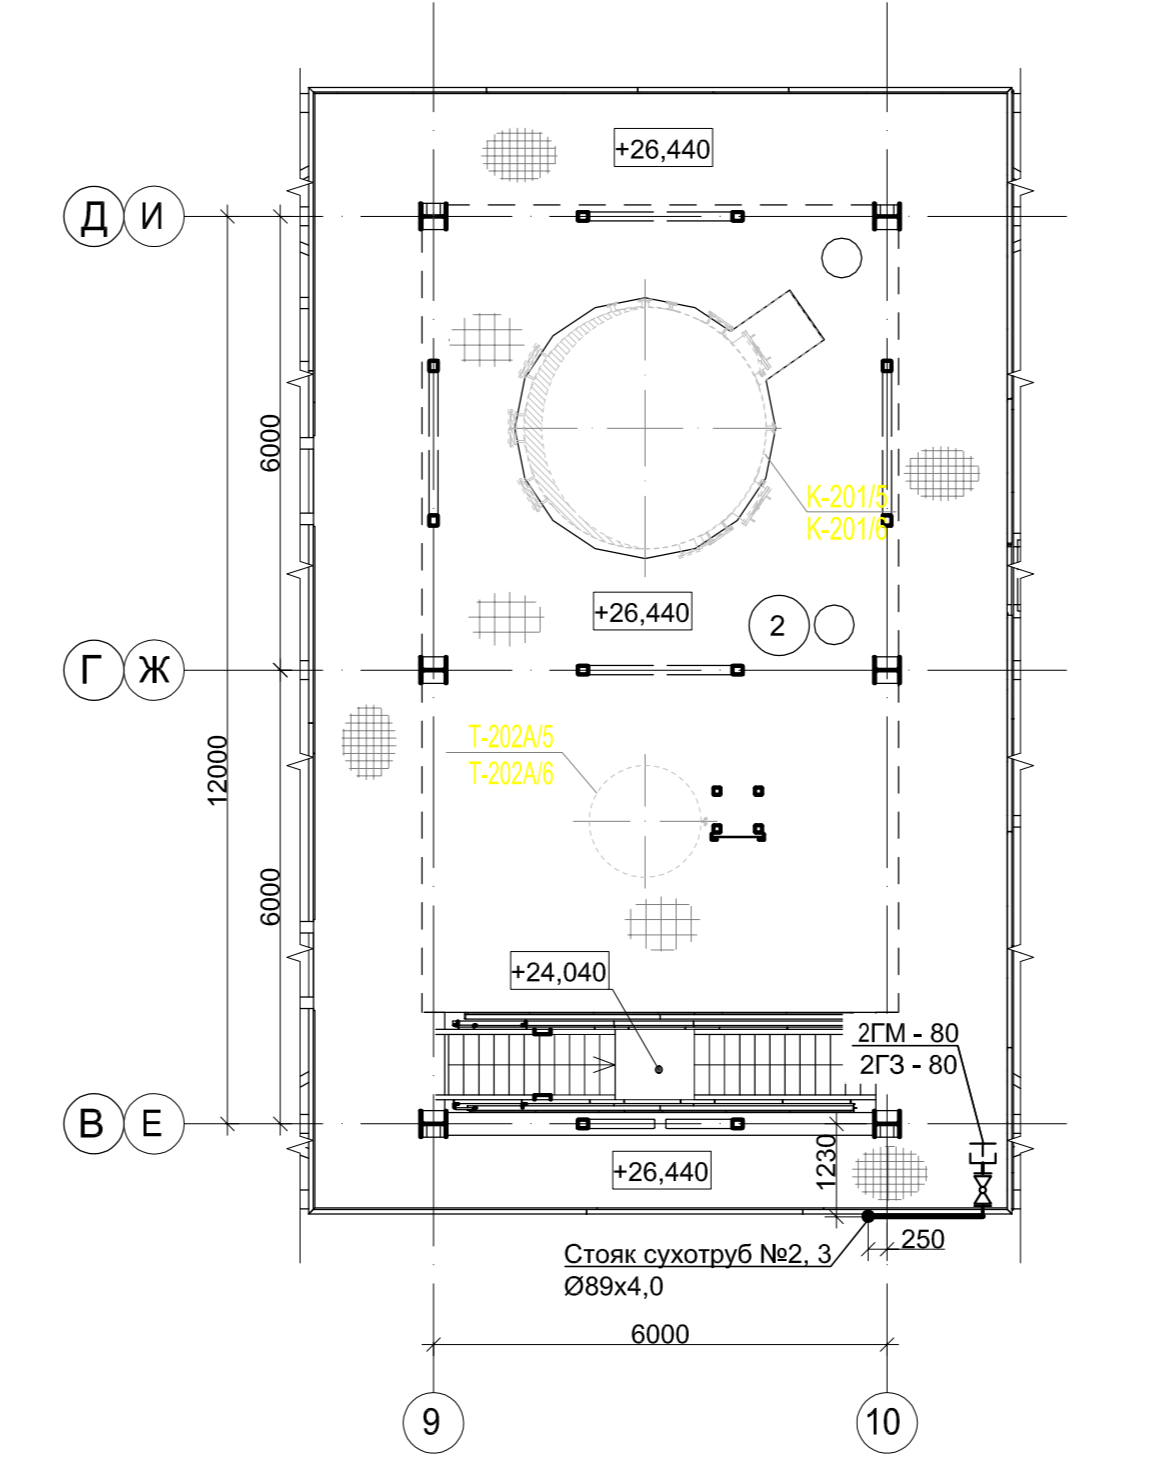 +26,440
Д И
К-201/5
К-201/6
6000
+26,440
2
Г Ж
Т-202А/5
Т-202А/6
12000
6000
+24,040
2ГМ - 80
2ГЗ - 80
В Е
1230
+26,440
250
Стояк сухотруб №2, 3
Ø89х4,0
6000
9
10